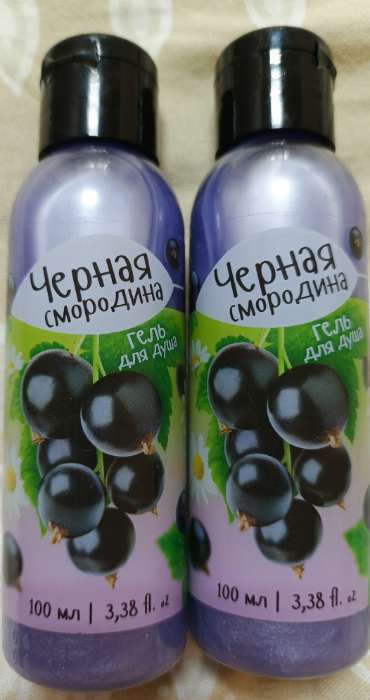 Черная
смородина
гель
для душа
100 мл | 3,38 fl. oz
Черная
смородина
гель
для душа
100 мл | 3,38 fl. oz